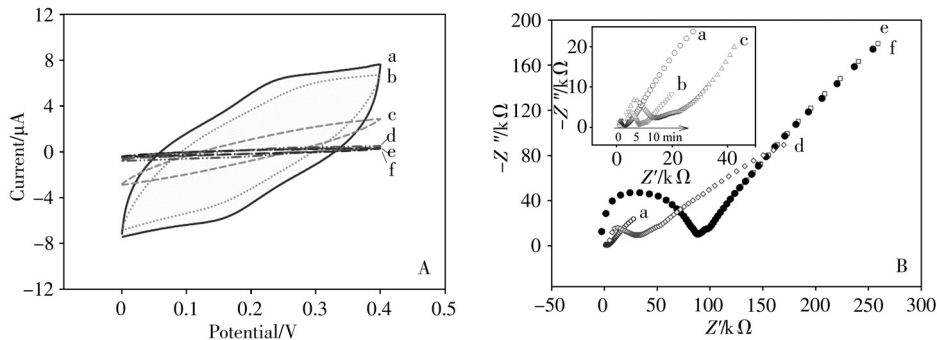 12
8
4
0
−4
−8
−12
Current/μA
a
b
c
d
e
f
A
0
0.1
0.2
0.3
0.4
0.5
Potential/V
200
160
120
80
40
0
−Z″/kΩ
e
f
d
a
B
−50
0
50
100
150
200
250
300
Z′/kΩ
20
10
0
−Z″/kΩ
a
b
c
0 5 10 min
0
20
40
Z′/kΩ